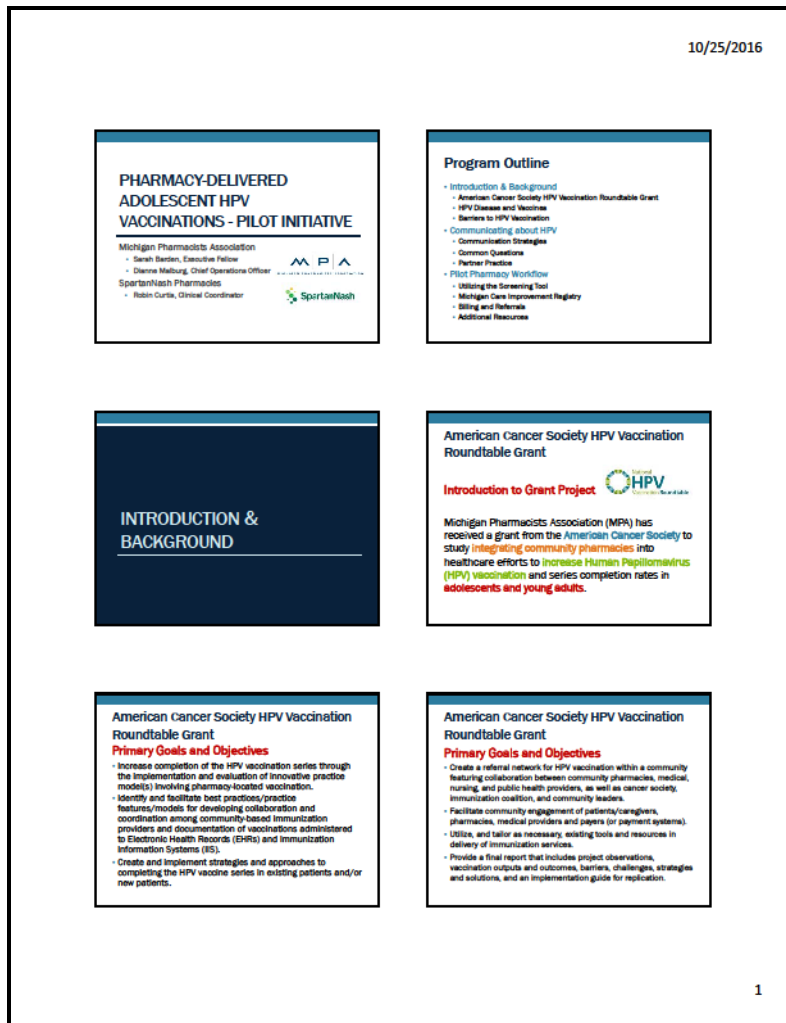 10/25/2016
PHARMACY-DELIVERED
ADOLESCENT HPV
VACCINATIONS - PILOT INITIATIVE
Michigan Pharmacists Association
• Sarah Barden, Executive Fellow
• Dianne Malburg, Chief Operations Officer
MPA
SpartanNash Pharmacies
• Robin Curtis, Clinical Coordinator
SpartanNash
Program Outline
• Introduction & Background
• American Cancer Society HPV Vaccination Roundtable Grant
• HPV Disease and Vaccines
• Barriers to HPV Vaccination
• Communicating about HPV
• Communication Strategies
• Common Questions
• Partner Practice
• Pilot Pharmacy Workflow
• Utilizing the Screening Tool
• Michigan Care Improvement Registry
• Billing and Referrals
• Additional Resources
INTRODUCTION &
BACKGROUND
American Cancer Society HPV Vaccination
Roundtable Grant
National
HPV
Vaccination Roundtable
Introduction to Grant Project
Michigan Pharmacists Association (MPA) has
received a grant from the American Cancer Society to
study integrating community pharmacies into
healthcare efforts to increase Human Papillomavirus
(HPV) vaccination and series completion rates in
adolescents and young adults.
American Cancer Society HPV Vaccination
Roundtable Grant
Primary Goals and Objectives
• Increase completion of the HPV vaccination series through
the implementation and evaluation of innovative practice
model(s) involving pharmacy-located vaccination.
• Identify and facilitate best practices/practice
features/models for developing collaboration and
coordination among community-based immunization
providers and documentation of vaccinations administered
to Electronic Health Records (EHRs) and Immunization
Information Systems (IIS).
• Create and implement strategies and approaches to
completing the HPV vaccine series in existing patients and/or
new patients.
American Cancer Society HPV Vaccination
Roundtable Grant
Primary Goals and Objectives
• Create a referral network for HPV vaccination within a community
featuring collaboration between community pharmacies, medical,
nursing, and public health providers, as well as cancer society,
immunization coalition, and community leaders.
• Facilitate community engagement of patients/caregivers,
pharmacies, medical providers and payers (or payment systems).
• Utilize, and tailor as necessary, existing tools and resources in
delivery of immunization services.
• Provide a final report that includes project observations,
vaccination outputs and outcomes, barriers, challenges, strategies
and solutions, and an implementation guide for replication.
1